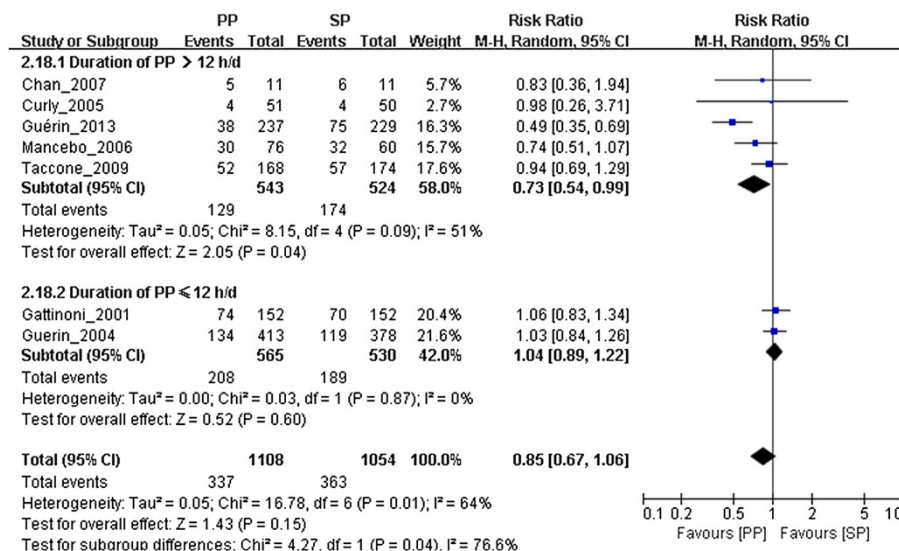 PP SP Risk Ratio Risk Ratio
Study or Subgroup Events Total Events Total Weight M-H, Random, 95% CI M-H, Random, 95% CI
2.18.1 Duration of PP > 12 h/d
Chan_2007 5 11 6 11 5.7% 0.83 [0.36, 1.94]
Curly_2005 4 51 4 50 2.7% 0.98 [0.26, 3.71]
Guérin_2013 38 237 75 229 16.3% 0.49 [0.35, 0.69]
Mancebo_2006 30 76 32 60 15.7% 0.74 [0.51, 1.07]
Taccone_2009 52 168 57 174 17.6% 0.94 [0.69, 1.29]
Subtotal (95% CI) 543 524 58.0% 0.73 [0.54, 0.99]
Total events 129 174
Heterogeneity: Tau² = 0.05; Chi² = 8.15, df = 4 (P = 0.09); I² = 51%
Test for overall effect: Z = 2.05 (P = 0.04)
2.18.2 Duration of PP ≤ 12 h/d
Gattinoni_2001 74 152 70 152 20.4% 1.06 [0.83, 1.34]
Guerin_2004 134 413 119 378 21.6% 1.03 [0.84, 1.26]
Subtotal (95% CI) 565 530 42.0% 1.04 [0.89, 1.22]
Total events 208 189
Heterogeneity: Tau² = 0.00; Chi² = 0.03, df = 1 (P = 0.87); I² = 0%
Test for overall effect: Z = 0.52 (P = 0.60)
Total (95% CI) 1108 1054 100.0% 0.85 [0.67, 1.06]
Total events 337 363
Heterogeneity: Tau² = 0.05; Chi² = 16.78, df = 6 (P = 0.01); I² = 64%
Test for overall effect: Z = 1.43 (P = 0.15)
Test for subgroup differences: Chi² = 4.27, df = 1 (P = 0.04), I² = 76.6%
0.1 0.2 0.5 1 2 5 10
Favours [PP] Favours [SP]